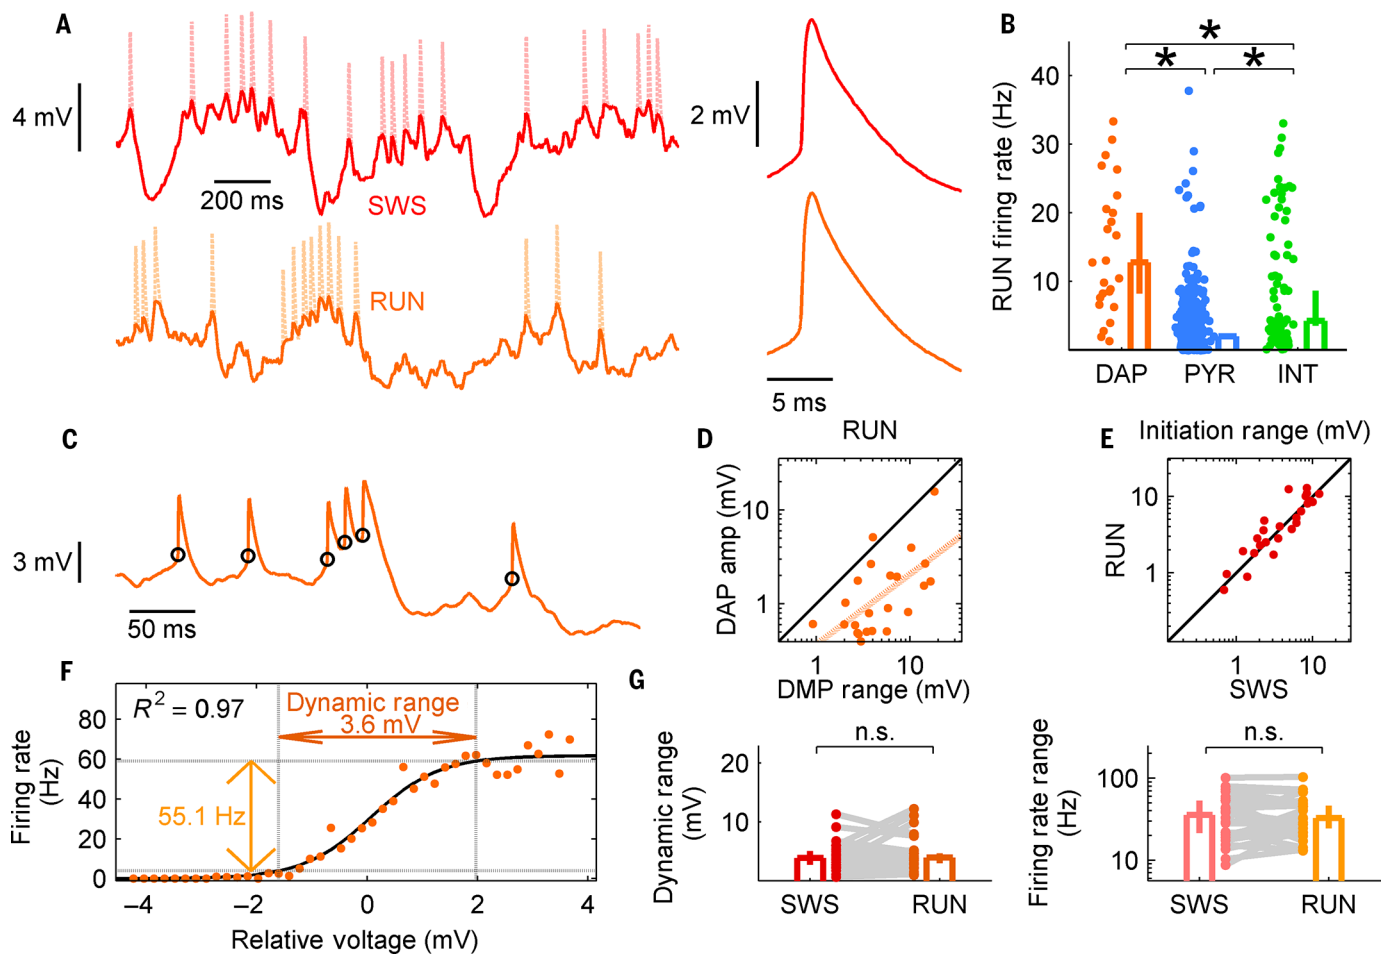 A
4 mV
200 ms
SWS
RUN
2 mV
5 ms
B
RUN firing rate (Hz)
40
30
20
10
* * *
DAP PYR INT
C
3 mV
50 ms
D
RUN
DAP amp (mV)
10
1
1 10
DMP range (mV)
E
Initiation range (mV)
RUN
10
1
1 10
SWS
F
R² = 0.97
Dynamic range
3.6 mV
55.1 Hz
Firing rate
(Hz)
80
60
40
20
0
−4 −2 0 2 4
Relative voltage (mV)
G
n.s.
Dynamic range
(mV)
20
10
SWS RUN
n.s.
Firing rate range
(Hz)
100
10
SWS RUN